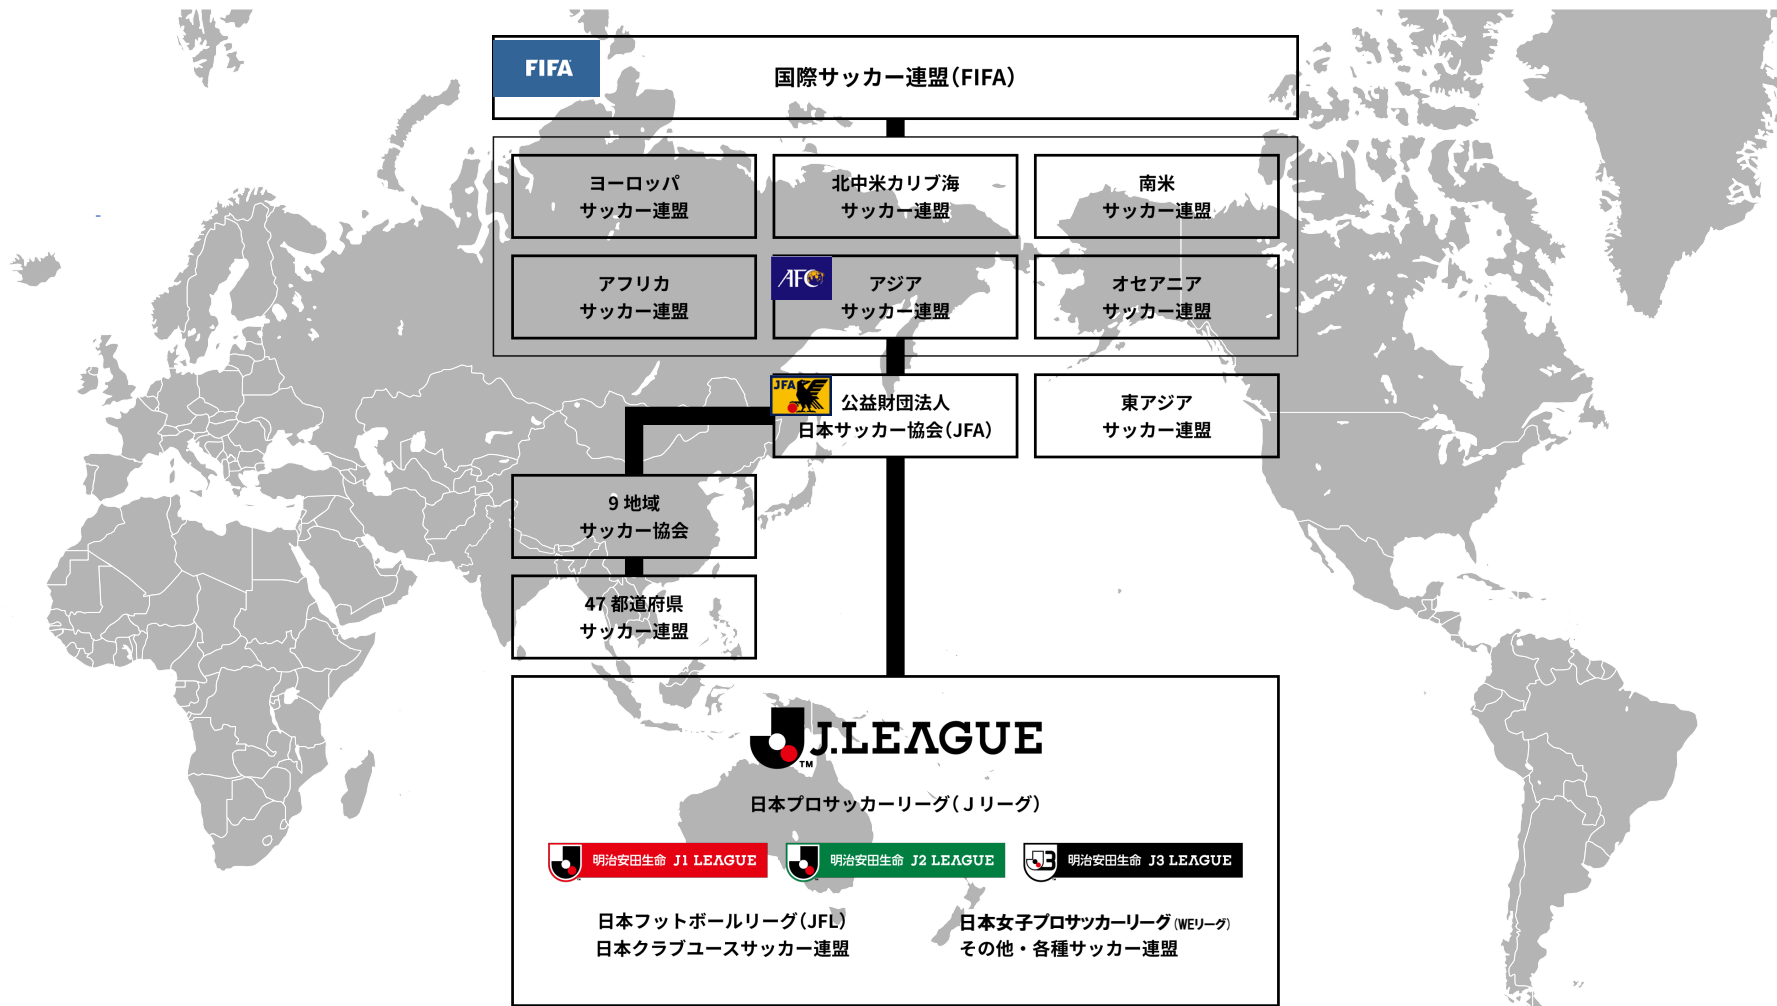 FIFA
国際サッカー連盟(FIFA)
ヨーロッパ
サッカー連盟
北中米カリブ海
サッカー連盟
南米
サッカー連盟
アフリカ
サッカー連盟
AFC
アジア
サッカー連盟
オセアニア
サッカー連盟
JFA
公益財団法人
日本サッカー協会(JFA)
東アジア
サッカー連盟
9 地域
サッカー協会
47 都道府県
サッカー連盟
J.LEAGUE
TM
日本プロサッカーリーグ(Jリーグ)
明治安田生命 J1 LEAGUE
明治安田生命 J2 LEAGUE
J3
明治安田生命 J3 LEAGUE
日本フットボールリーグ(JFL)
日本クラブユースサッカー連盟
日本女子プロサッカーリーグ(WEリーグ)
その他・各種サッカー連盟